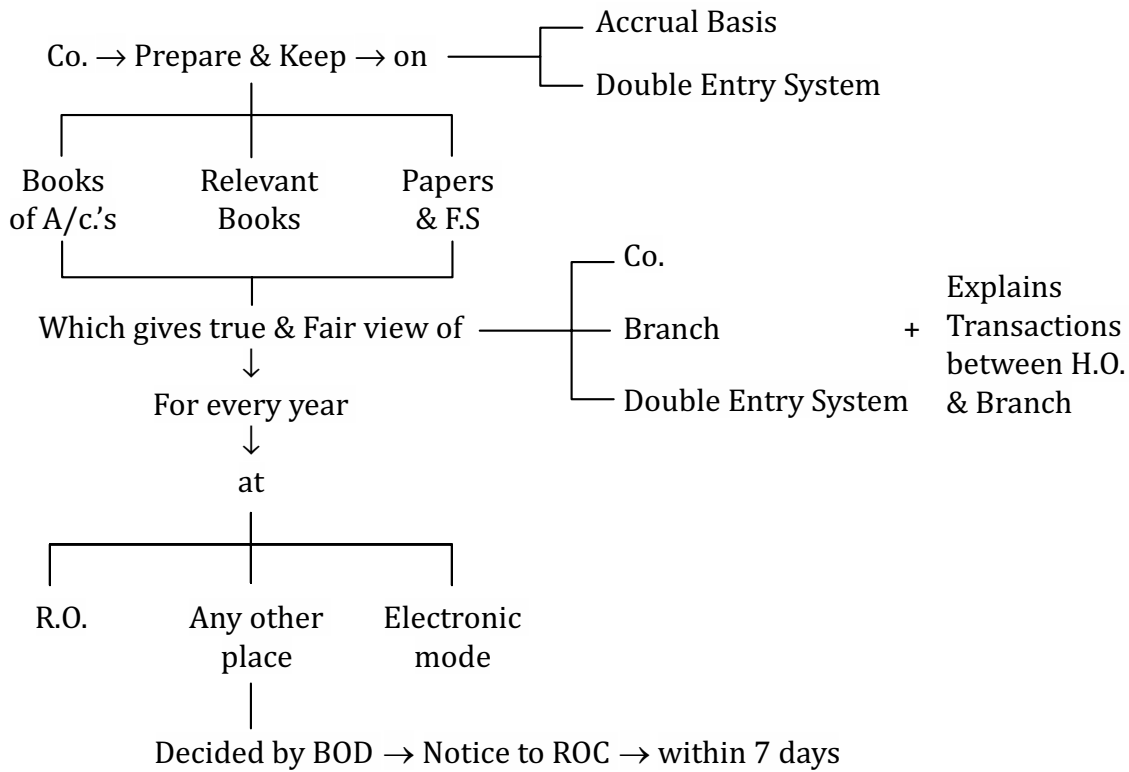 Accrual Basis
Co. → Prepare & Keep → on
Double Entry System
Books
of A/c.'s
Relevant
Books
Papers
& F.S
Co.
Which gives true & Fair view of
Branch
Double Entry System
+
Explains
Transactions
between H.O.
& Branch
↓
For every year
↓
at
R.O.
Any other
place
Electronic
mode
Decided by BOD → Notice to ROC → within 7 days